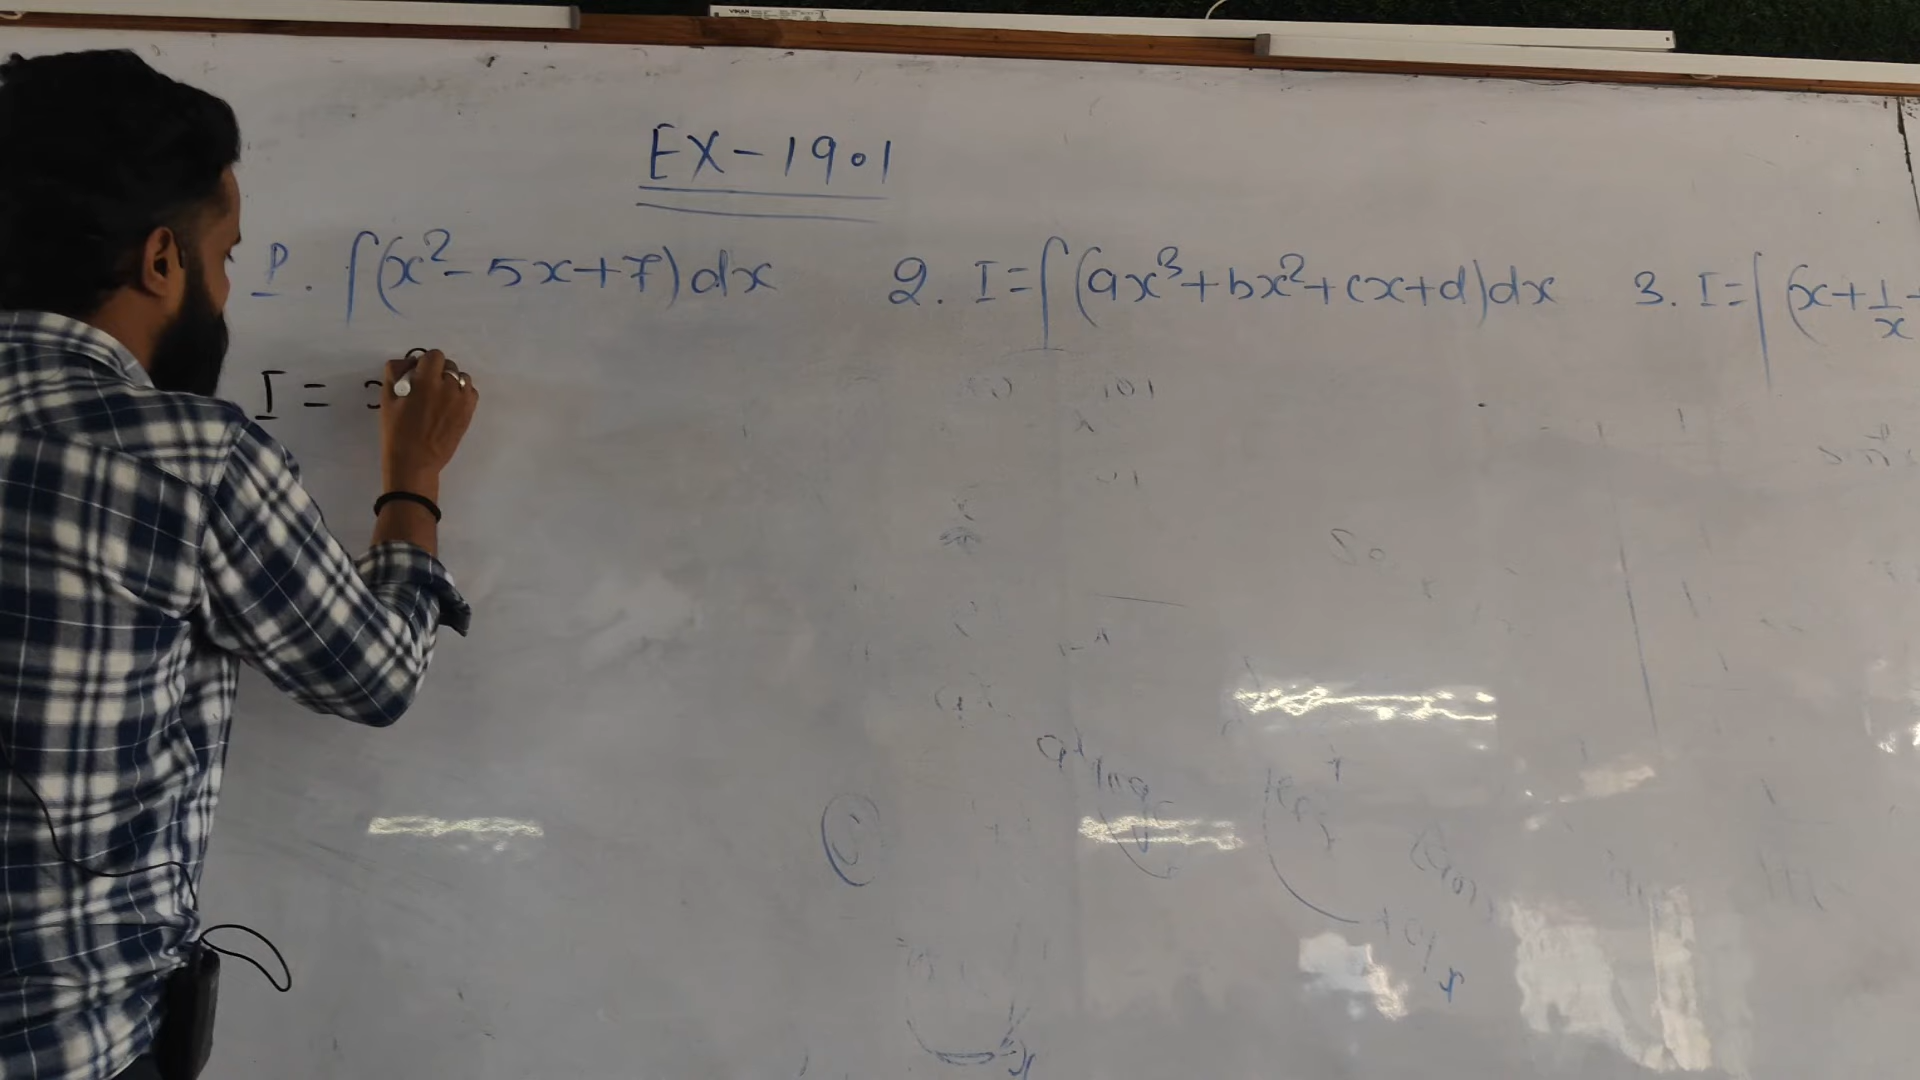 EX-19.1
1. ∫(x²-5x+7)dx 2. I=∫(ax³+bx²+cx+d)dx 3. I=∫(x+1/x
I =